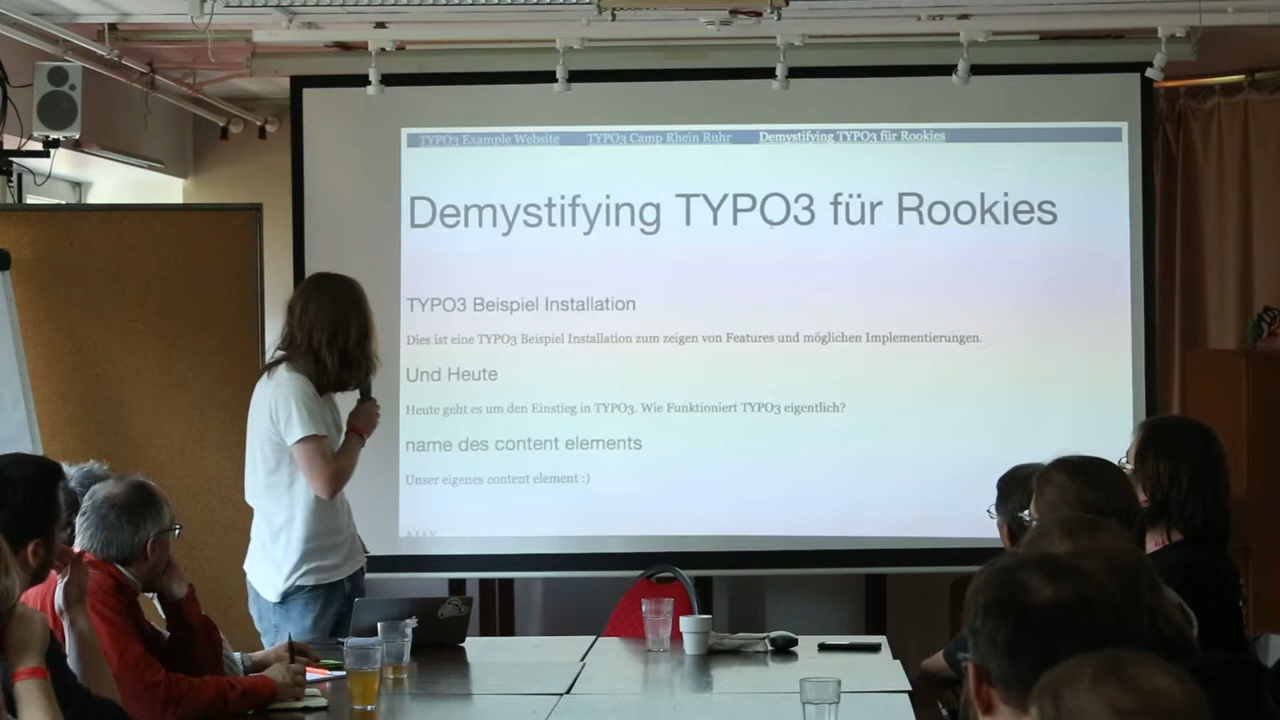 TYPO3 Example Website TYPO3 Camp Rhein Ruhr Demystifying TYPO3 für Rookies
Demystifying TYPO3 für Rookies
TYPO3 Beispiel Installation
Dies ist eine TYPO3 Beispiel Installation zum zeigen von Features und möglichen Implementierungen.
Und Heute
Heute geht es um den Einstieg in TYPO3. Wie Funktioniert TYPO3 eigentlich?
name des content elements
Unser eigenes content element :)
AJAX